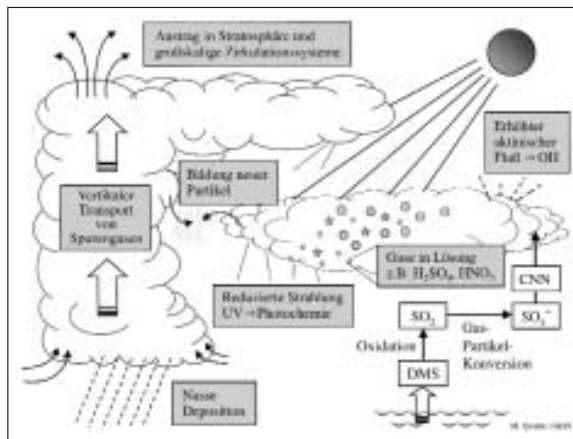 Austrag in Stratosphäre und
großskalige Zirkulationssysteme
Erhöhter
aktinischer
Fluß → OH
Bildung neuer
Partikel
Vertikaler
Transport
von
Spurengasen
Gase in Lösung
z.B. H₂SO₄, HNO₃
Reduzierte Strahlung
UV → Photochemie
CNN
SO₂
SO₄⁻
Oxidation
Gas-
Partikel-
Konversion
DMS
Nasse
Deposition